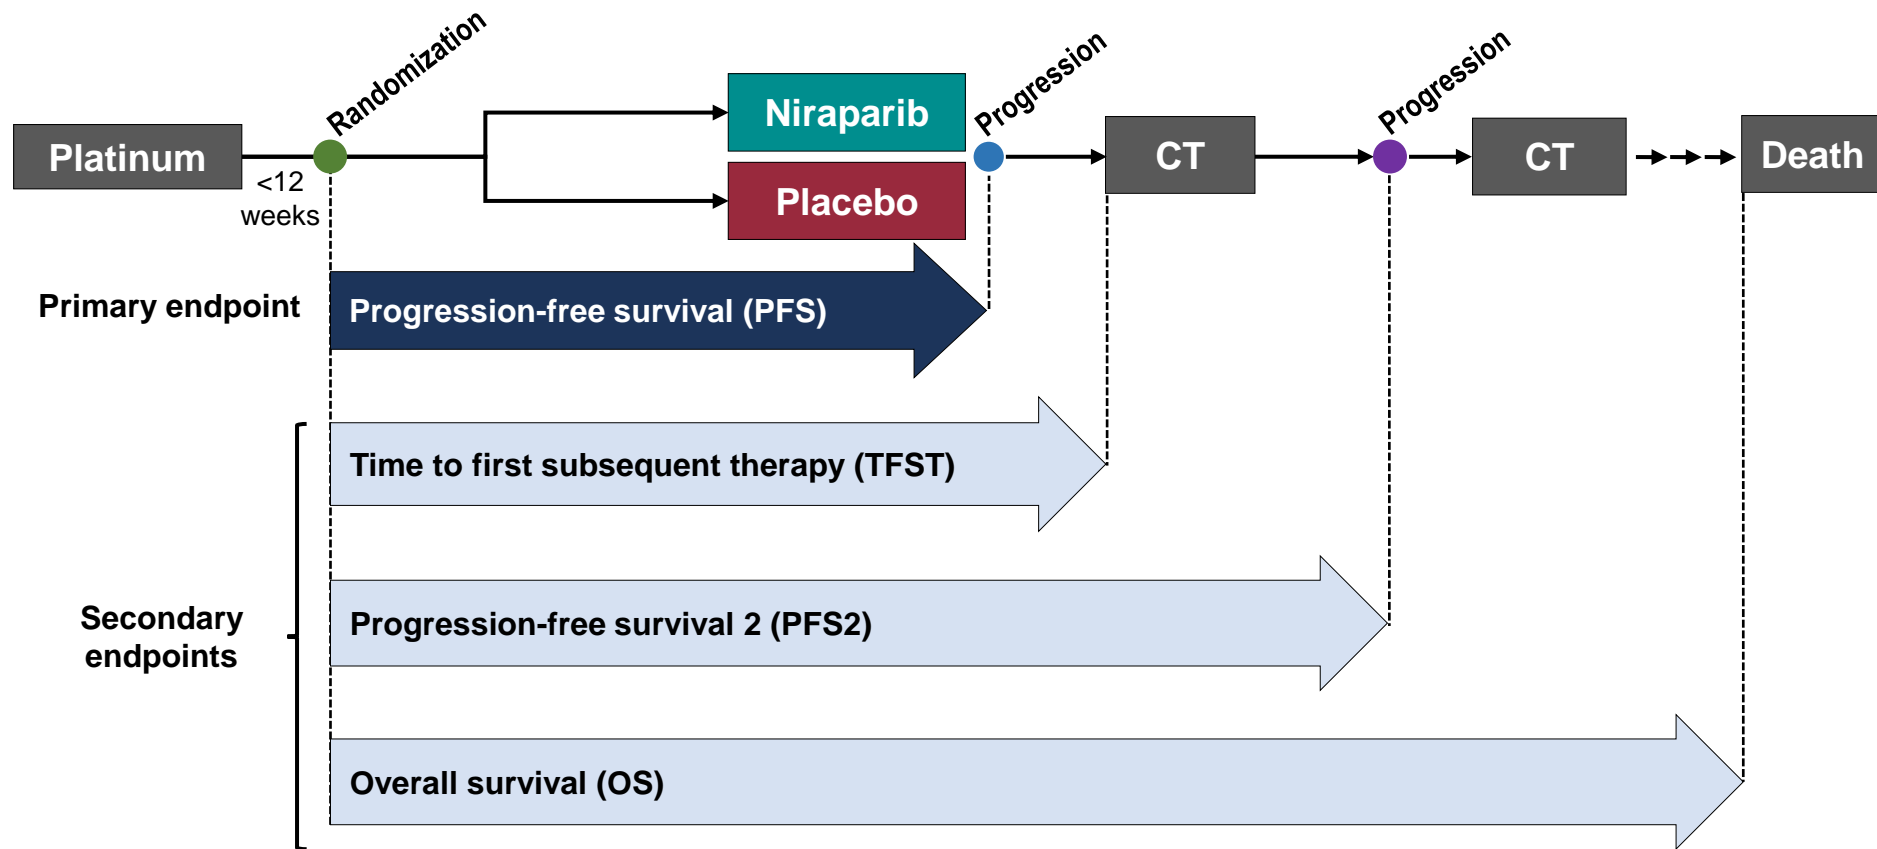 Randomization
Progression
Progression
Platinum
<12
weeks
Niraparib
Placebo
CT
CT
Death
Primary endpoint
Progression-free survival (PFS)
Time to first subsequent therapy (TFST)
Secondary
endpoints
Progression-free survival 2 (PFS2)
Overall survival (OS)